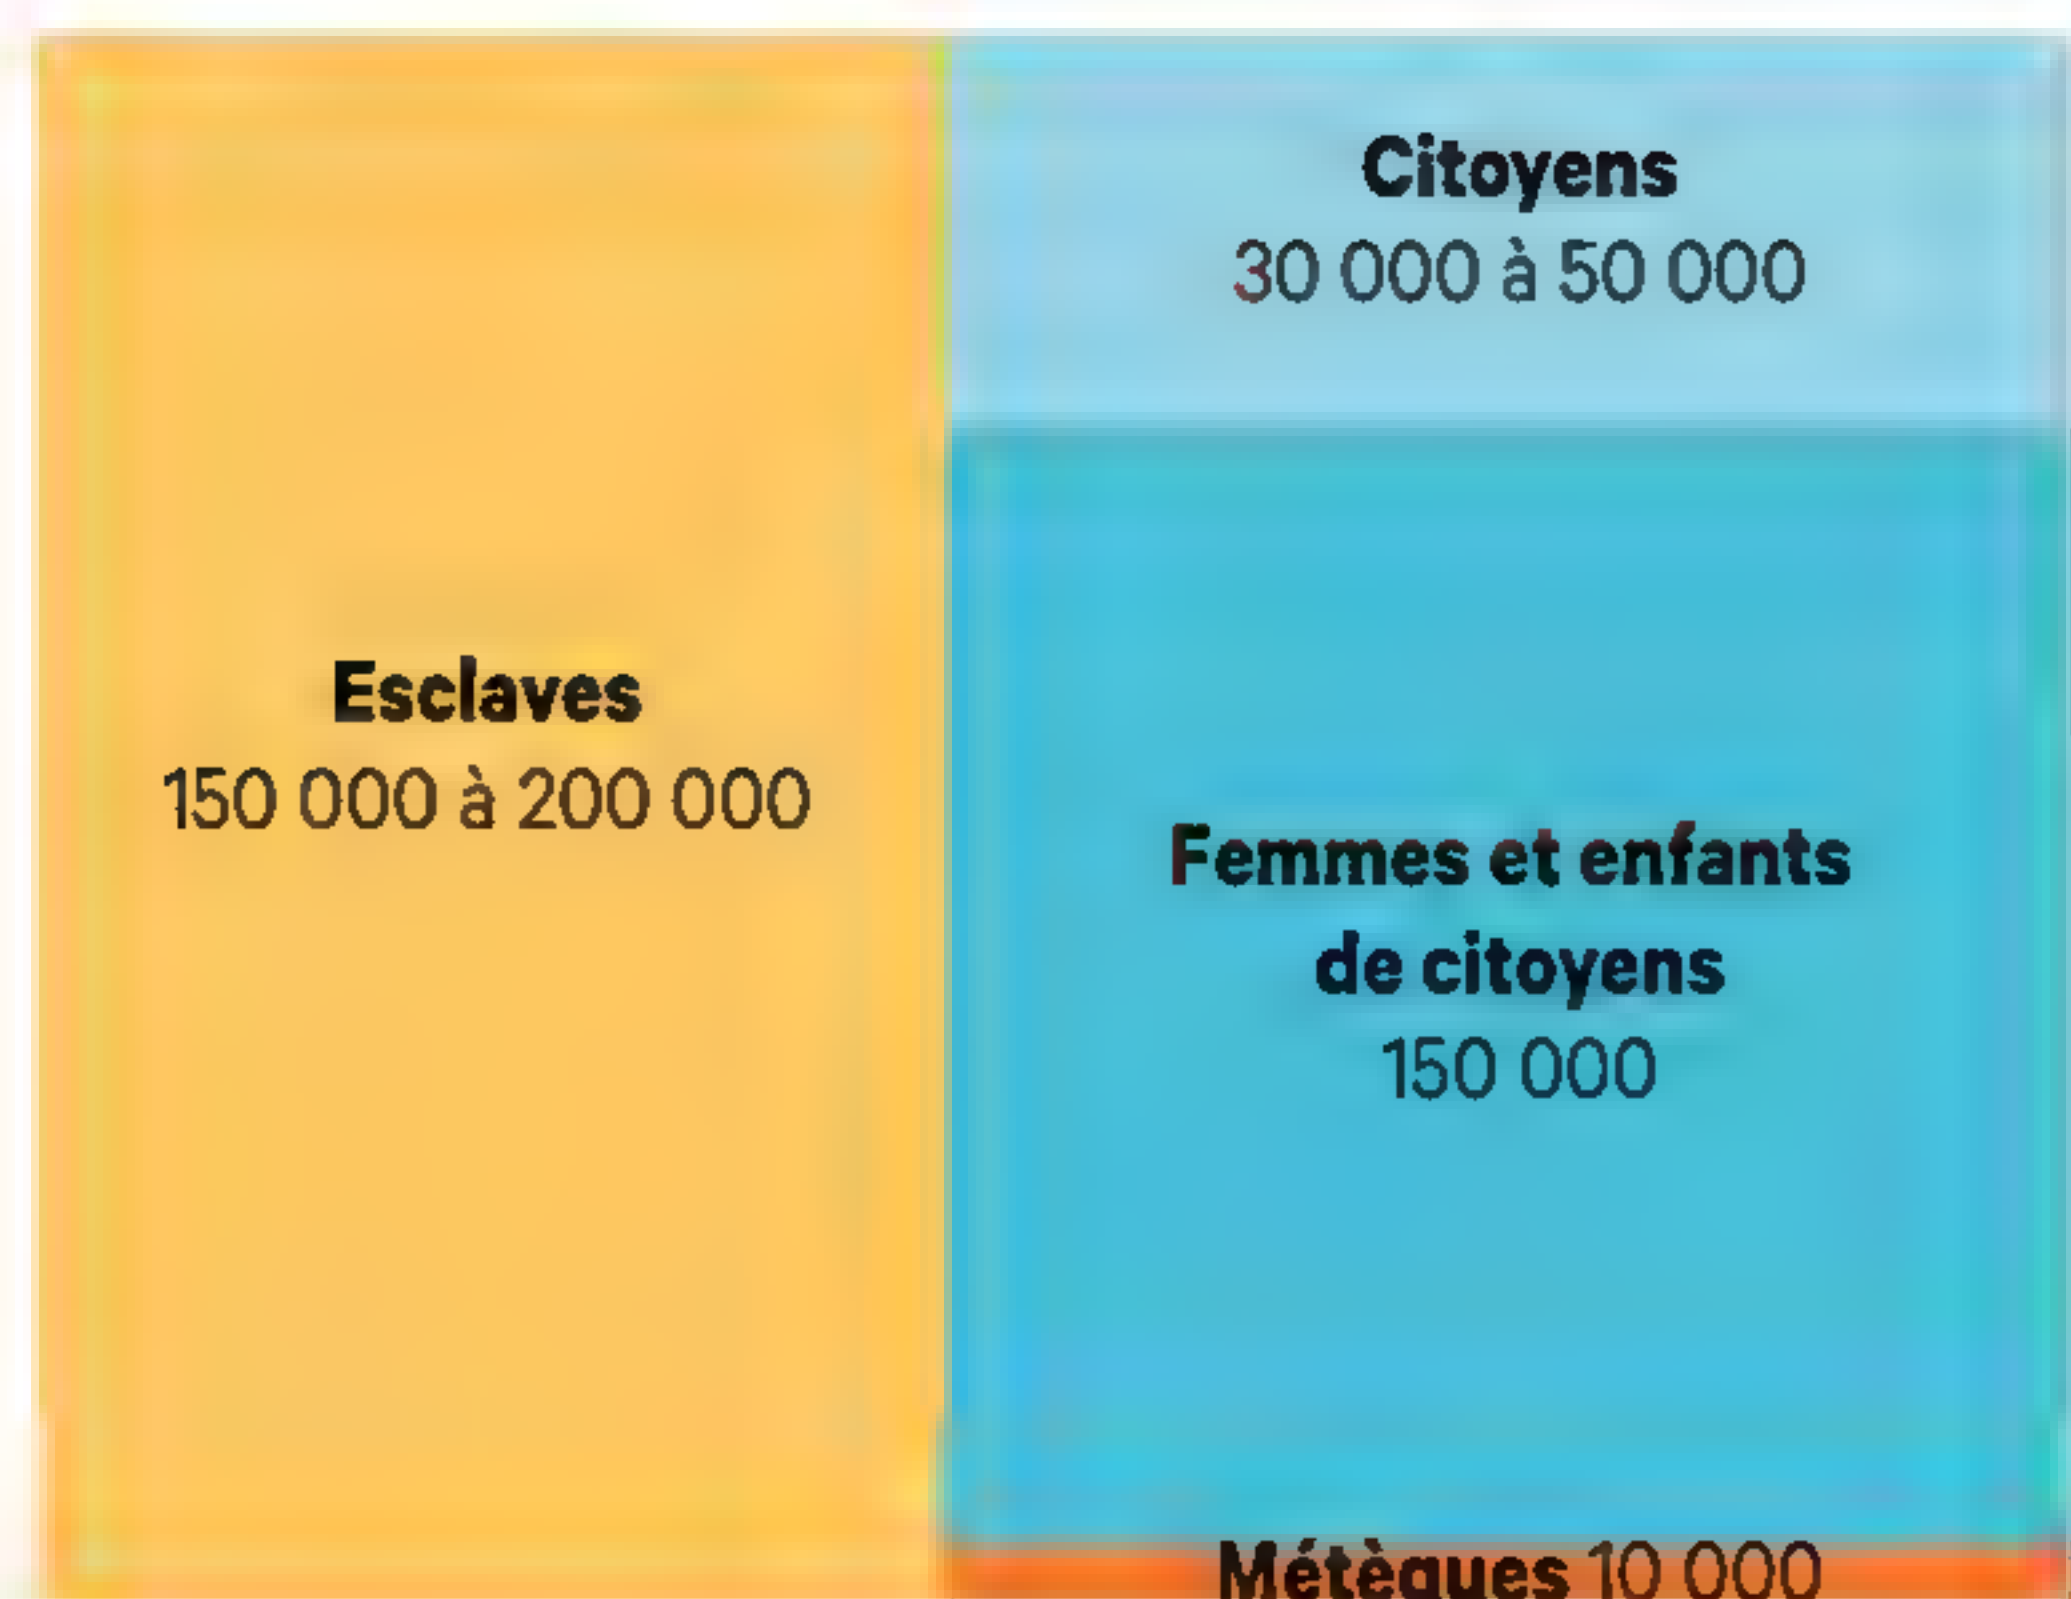 Esclaves
150 000 à 200 000
Citoyens
30 000 à 50 000
Femmes et enfants
de citoyens
150 000
Métèques 10 000